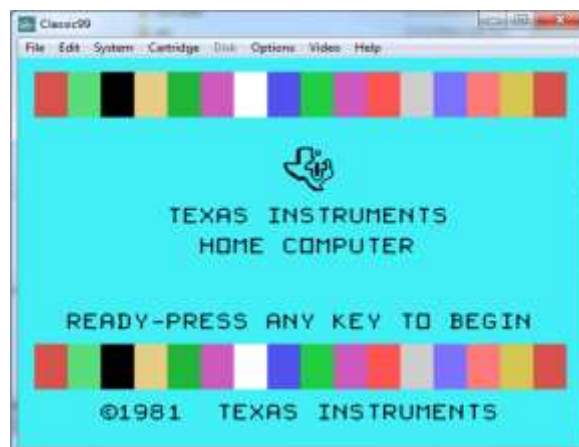 Classic99
File Edit System Cartridge Disk Options Video Help
TEXAS INSTRUMENTS
HOME COMPUTER
READY-PRESS ANY KEY TO BEGIN
©1981 TEXAS INSTRUMENTS